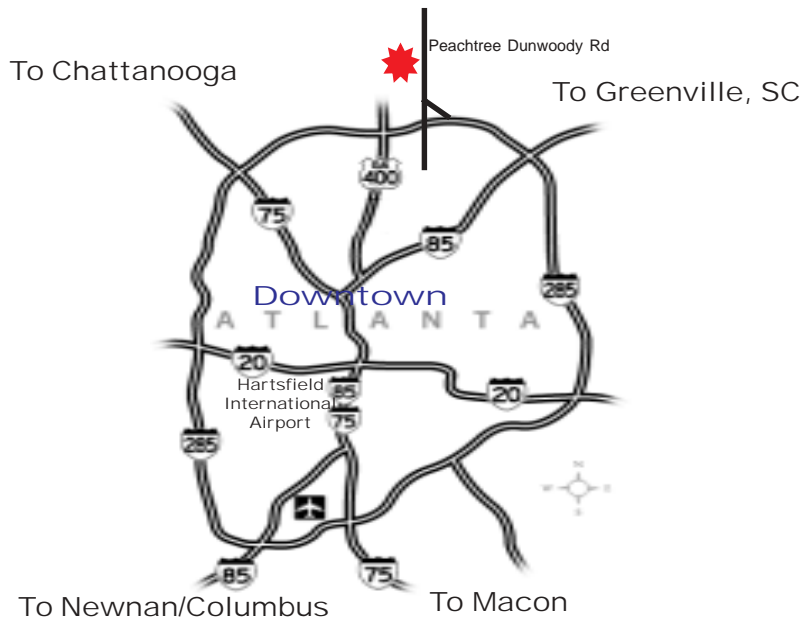 Peachtree Dunwoody Rd
To Chattanooga
To Greenville, SC
GA
400
75
85
285
Downtown
A T L A N T A
20
Hartsfield
International
Airport
85
75
20
285
N
W
E
S
85
75
To Newnan/Columbus
To Macon